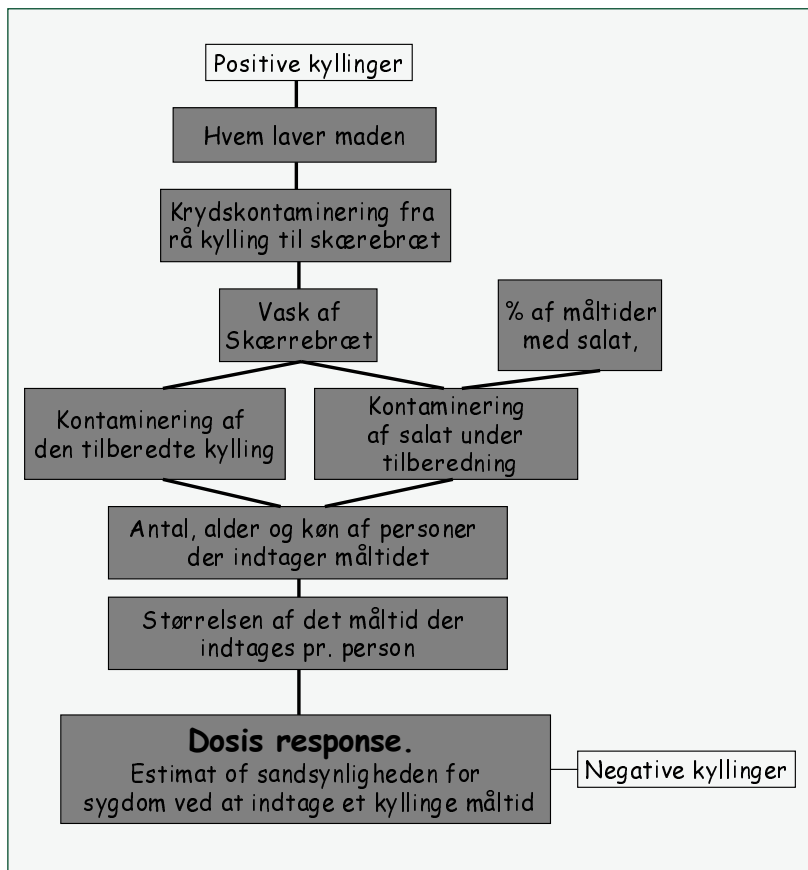 Positive kyllinger
Hvem laver maden
Krydskontaminering fra
rå kylling til skærebræt
Vask af
Skærrebræt
% af måltider
med salat,
Kontaminering af
den tilberedte kylling
Kontaminering
af salat under
tilberedning
Antal, alder og køn af personer
der indtager måltidet
Størrelsen af det måltid der
indtages pr. person
Dosis response.
Estimat of sandsynligheden for
sygdom ved at indtage et kyllinge måltid
Negative kyllinger